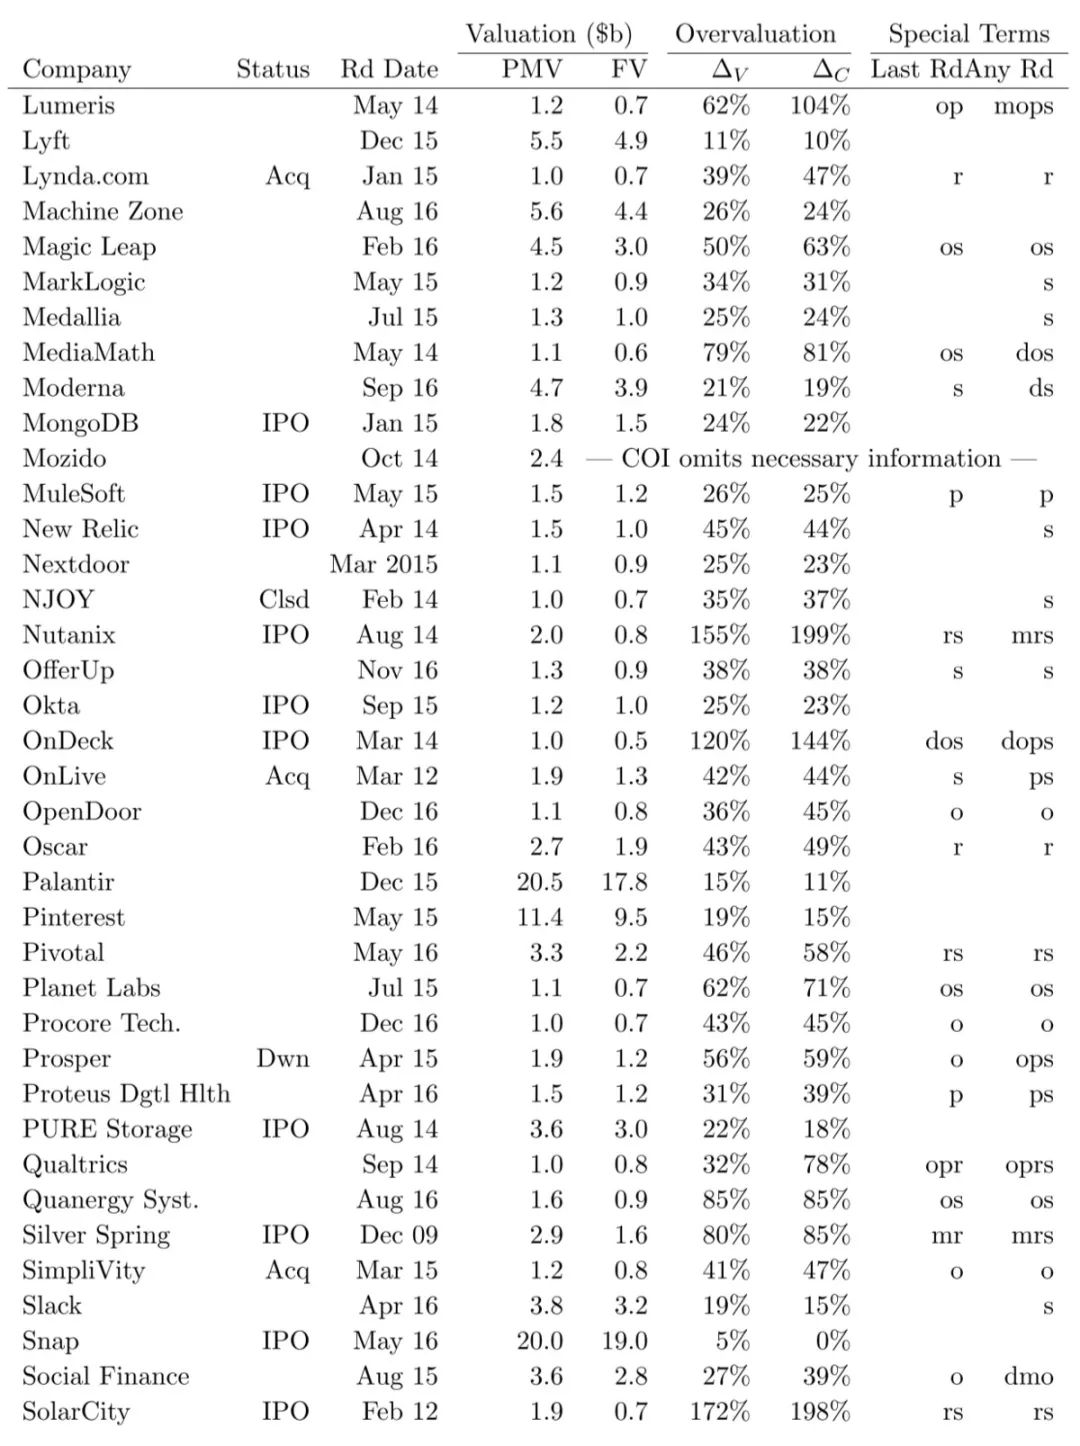 Valuation ($b) Overvaluation Special Terms
Company Status Rd Date PMV FV Δ_V Δ_C Last RdAny Rd
Lumeris May 14 1.2 0.7 62% 104% op mops
Lyft Dec 15 5.5 4.9 11% 10%
Lynda.com Acq Jan 15 1.0 0.7 39% 47% r r
Machine Zone Aug 16 5.6 4.4 26% 24%
Magic Leap Feb 16 4.5 3.0 50% 63% os os
MarkLogic May 15 1.2 0.9 34% 31% s
Medallia Jul 15 1.3 1.0 25% 24% s
MediaMath May 14 1.1 0.6 79% 81% os dos
Moderna Sep 16 4.7 3.9 21% 19% s ds
MongoDB IPO Jan 15 1.8 1.5 24% 22%
Mozido Oct 14 2.4 — COI omits necessary information —
MuleSoft IPO May 15 1.5 1.2 26% 25% p p
New Relic IPO Apr 14 1.5 1.0 45% 44% s
Nextdoor Mar 2015 1.1 0.9 25% 23%
NJOY Clsd Feb 14 1.0 0.7 35% 37% s
Nutanix IPO Aug 14 2.0 0.8 155% 199% rs mrs
OfferUp Nov 16 1.3 0.9 38% 38% s s
Okta IPO Sep 15 1.2 1.0 25% 23%
OnDeck IPO Mar 14 1.0 0.5 120% 144% dos dops
OnLive Acq Mar 12 1.9 1.3 42% 44% s ps
OpenDoor Dec 16 1.1 0.8 36% 45% o o
Oscar Feb 16 2.7 1.9 43% 49% r r
Palantir Dec 15 20.5 17.8 15% 11%
Pinterest May 15 11.4 9.5 19% 15%
Pivotal May 16 3.3 2.2 46% 58% rs rs
Planet Labs Jul 15 1.1 0.7 62% 71% os os
Procore Tech. Dec 16 1.0 0.7 43% 45% o o
Prosper Dwn Apr 15 1.9 1.2 56% 59% o ops
Proteus Dgtl Hlth Apr 16 1.5 1.2 31% 39% p ps
PURE Storage IPO Aug 14 3.6 3.0 22% 18%
Qualtrics Sep 14 1.0 0.8 32% 78% opr oprs
Quanergy Syst. Aug 16 1.6 0.9 85% 85% os os
Silver Spring IPO Dec 09 2.9 1.6 80% 85% mr mrs
SimpliVity Acq Mar 15 1.2 0.8 41% 47% o o
Slack Apr 16 3.8 3.2 19% 15% s
Snap IPO May 16 20.0 19.0 5% 0%
Social Finance Aug 15 3.6 2.8 27% 39% o dmo
SolarCity IPO Feb 12 1.9 0.7 172% 198% rs rs